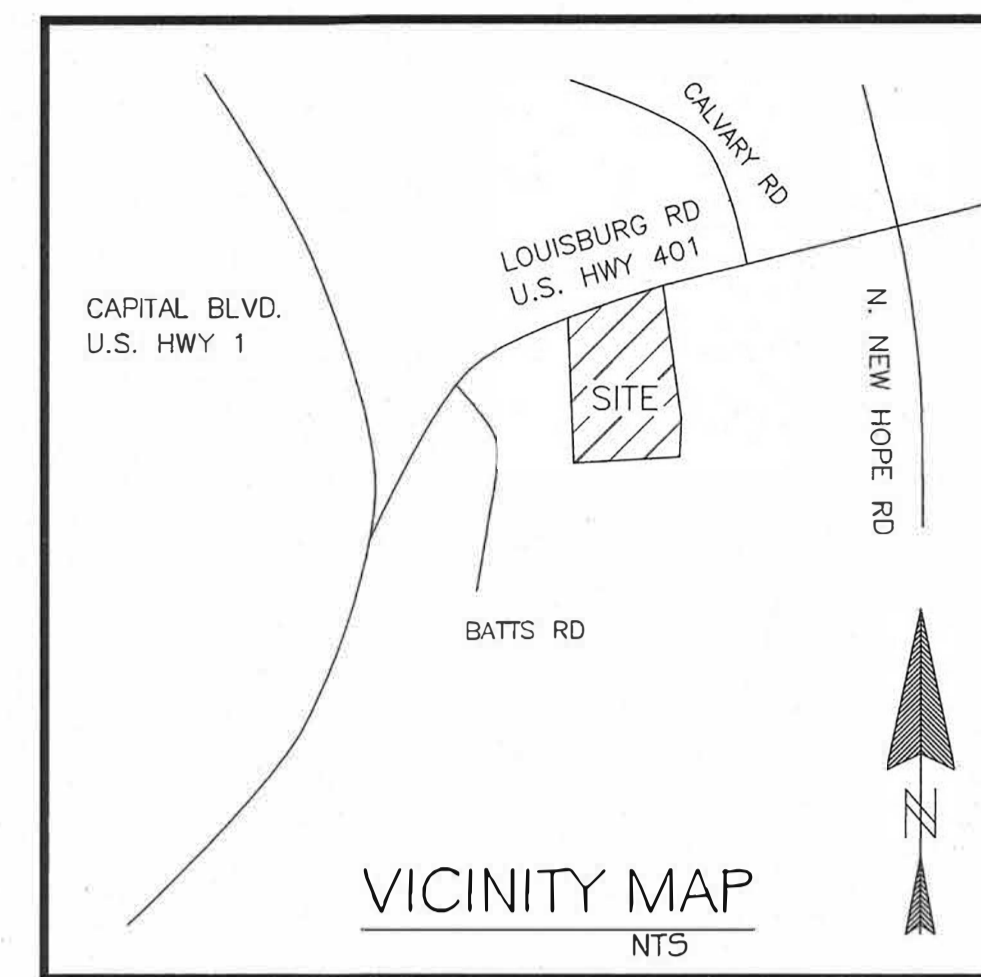 CALVARY RD
LOUISBURG RD
U.S. HWY 401
CAPITAL BLVD.
U.S. HWY 1
N. NEW HOPE RD
SITE
BATTS RD
N
VICINITY MAP
NTS